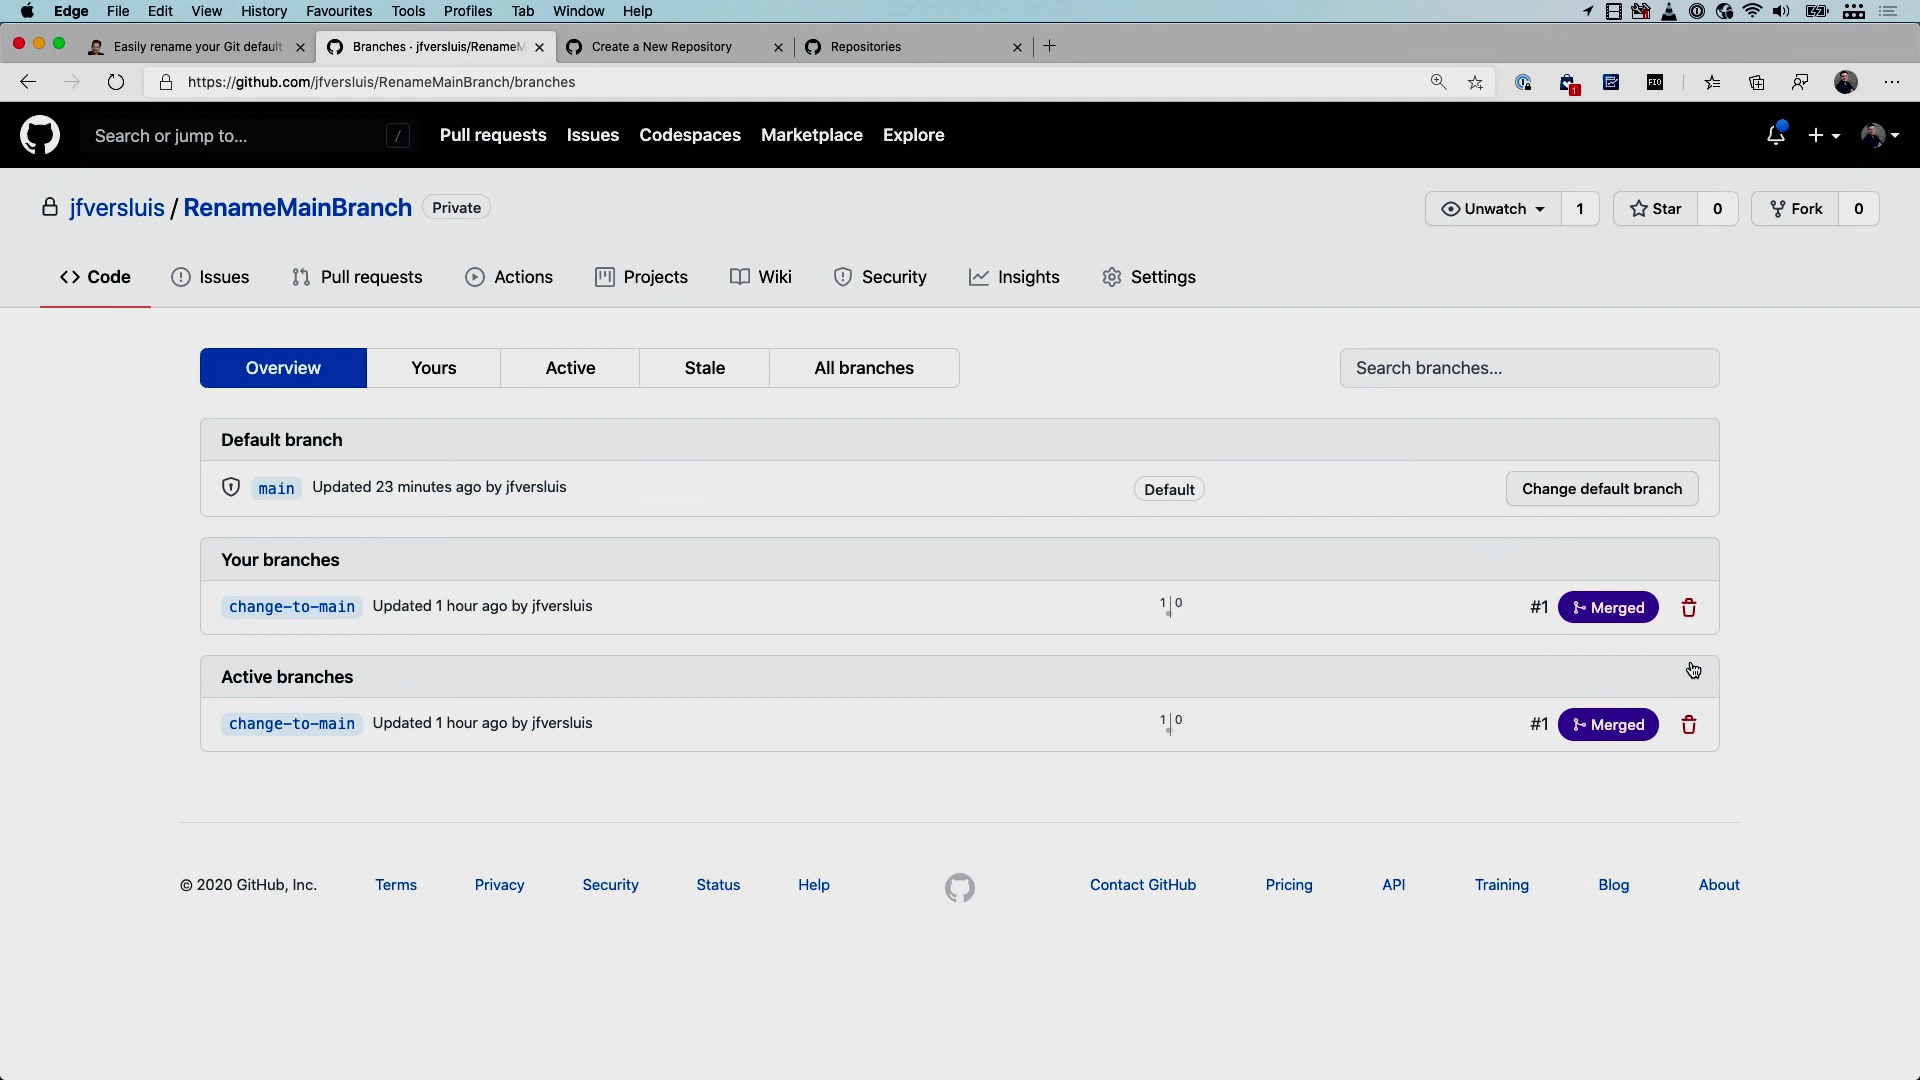 Edge File Edit View History Favourites Tools Profiles Tab Window Help
Easily rename your Git default
Branches · jfversluis/RenameM
Create a New Repository
Repositories
https://github.com/jfversluis/RenameMainBranch/branches
1
FIO
Search or jump to... /
Pull requests Issues Codespaces Marketplace Explore
jfversluis / RenameMainBranch Private
Unwatch 1 Star 0 Fork 0
Code Issues Pull requests Actions Projects Wiki Security Insights Settings
Overview Yours Active Stale All branches Search branches...
Default branch
main Updated 23 minutes ago by jfversluis Default Change default branch
Your branches
change-to-main Updated 1 hour ago by jfversluis 1 0 #1 Merged
Active branches
change-to-main Updated 1 hour ago by jfversluis 1 0 #1 Merged
© 2020 GitHub, Inc. Terms Privacy Security Status Help Contact GitHub Pricing API Training Blog About